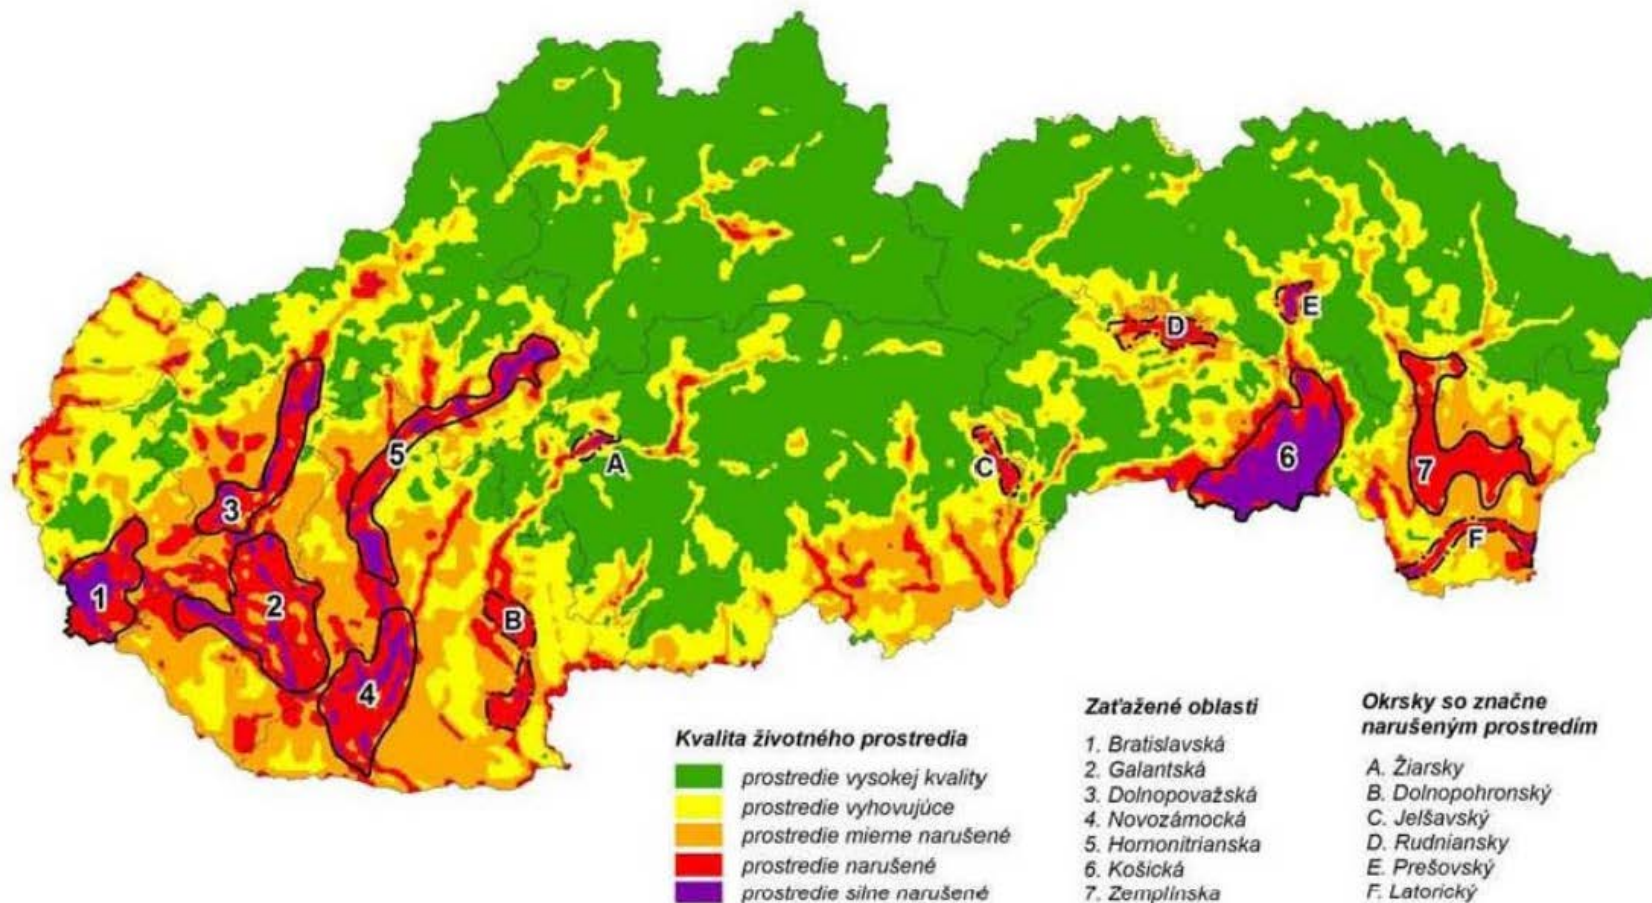 E
D
5
A
C
6
7
3
F
1
2
B
4
Kvalita životného prostredia
prostredie vysokej kvality
prostredie vyhovujúce
prostredie mierne narušené
prostredie narušené
prostredie silne narušené
Zaťažené oblasti
1. Bratislavská
2. Galantská
3. Dolnopovažská
4. Novozámocká
5. Hornonitrianska
6. Košická
7. Zemplínska
Okrsky so značne
narušeným prostredím
A. Žiarsky
B. Dolnopohronský
C. Jelšavský
D. Rudniansky
E. Prešovský
F. Latorický